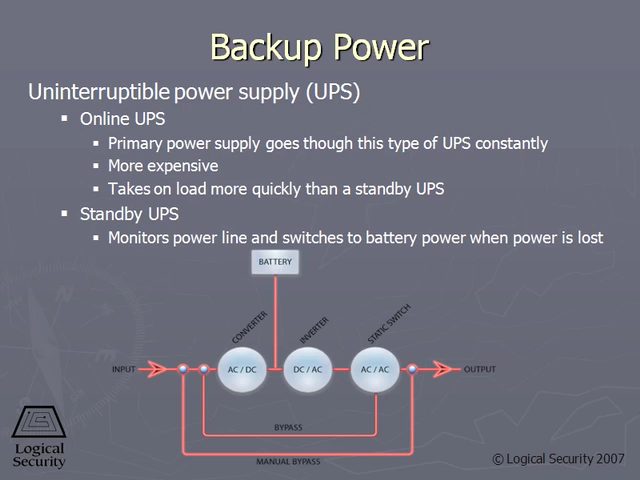 Backup Power
Uninterruptible power supply (UPS)
Online UPS
Primary power supply goes though this type of UPS constantly
More expensive
Takes on load more quickly than a standby UPS
Standby UPS
Monitors power line and switches to battery power when power is lost
BATTERY
CONVERTER
INVERTER
STATIC SWITCH
INPUT
AC / DC
DC / AC
AC / AC
OUTPUT
BYPASS
MANUAL BYPASS
Logical
Security
© Logical Security 2007